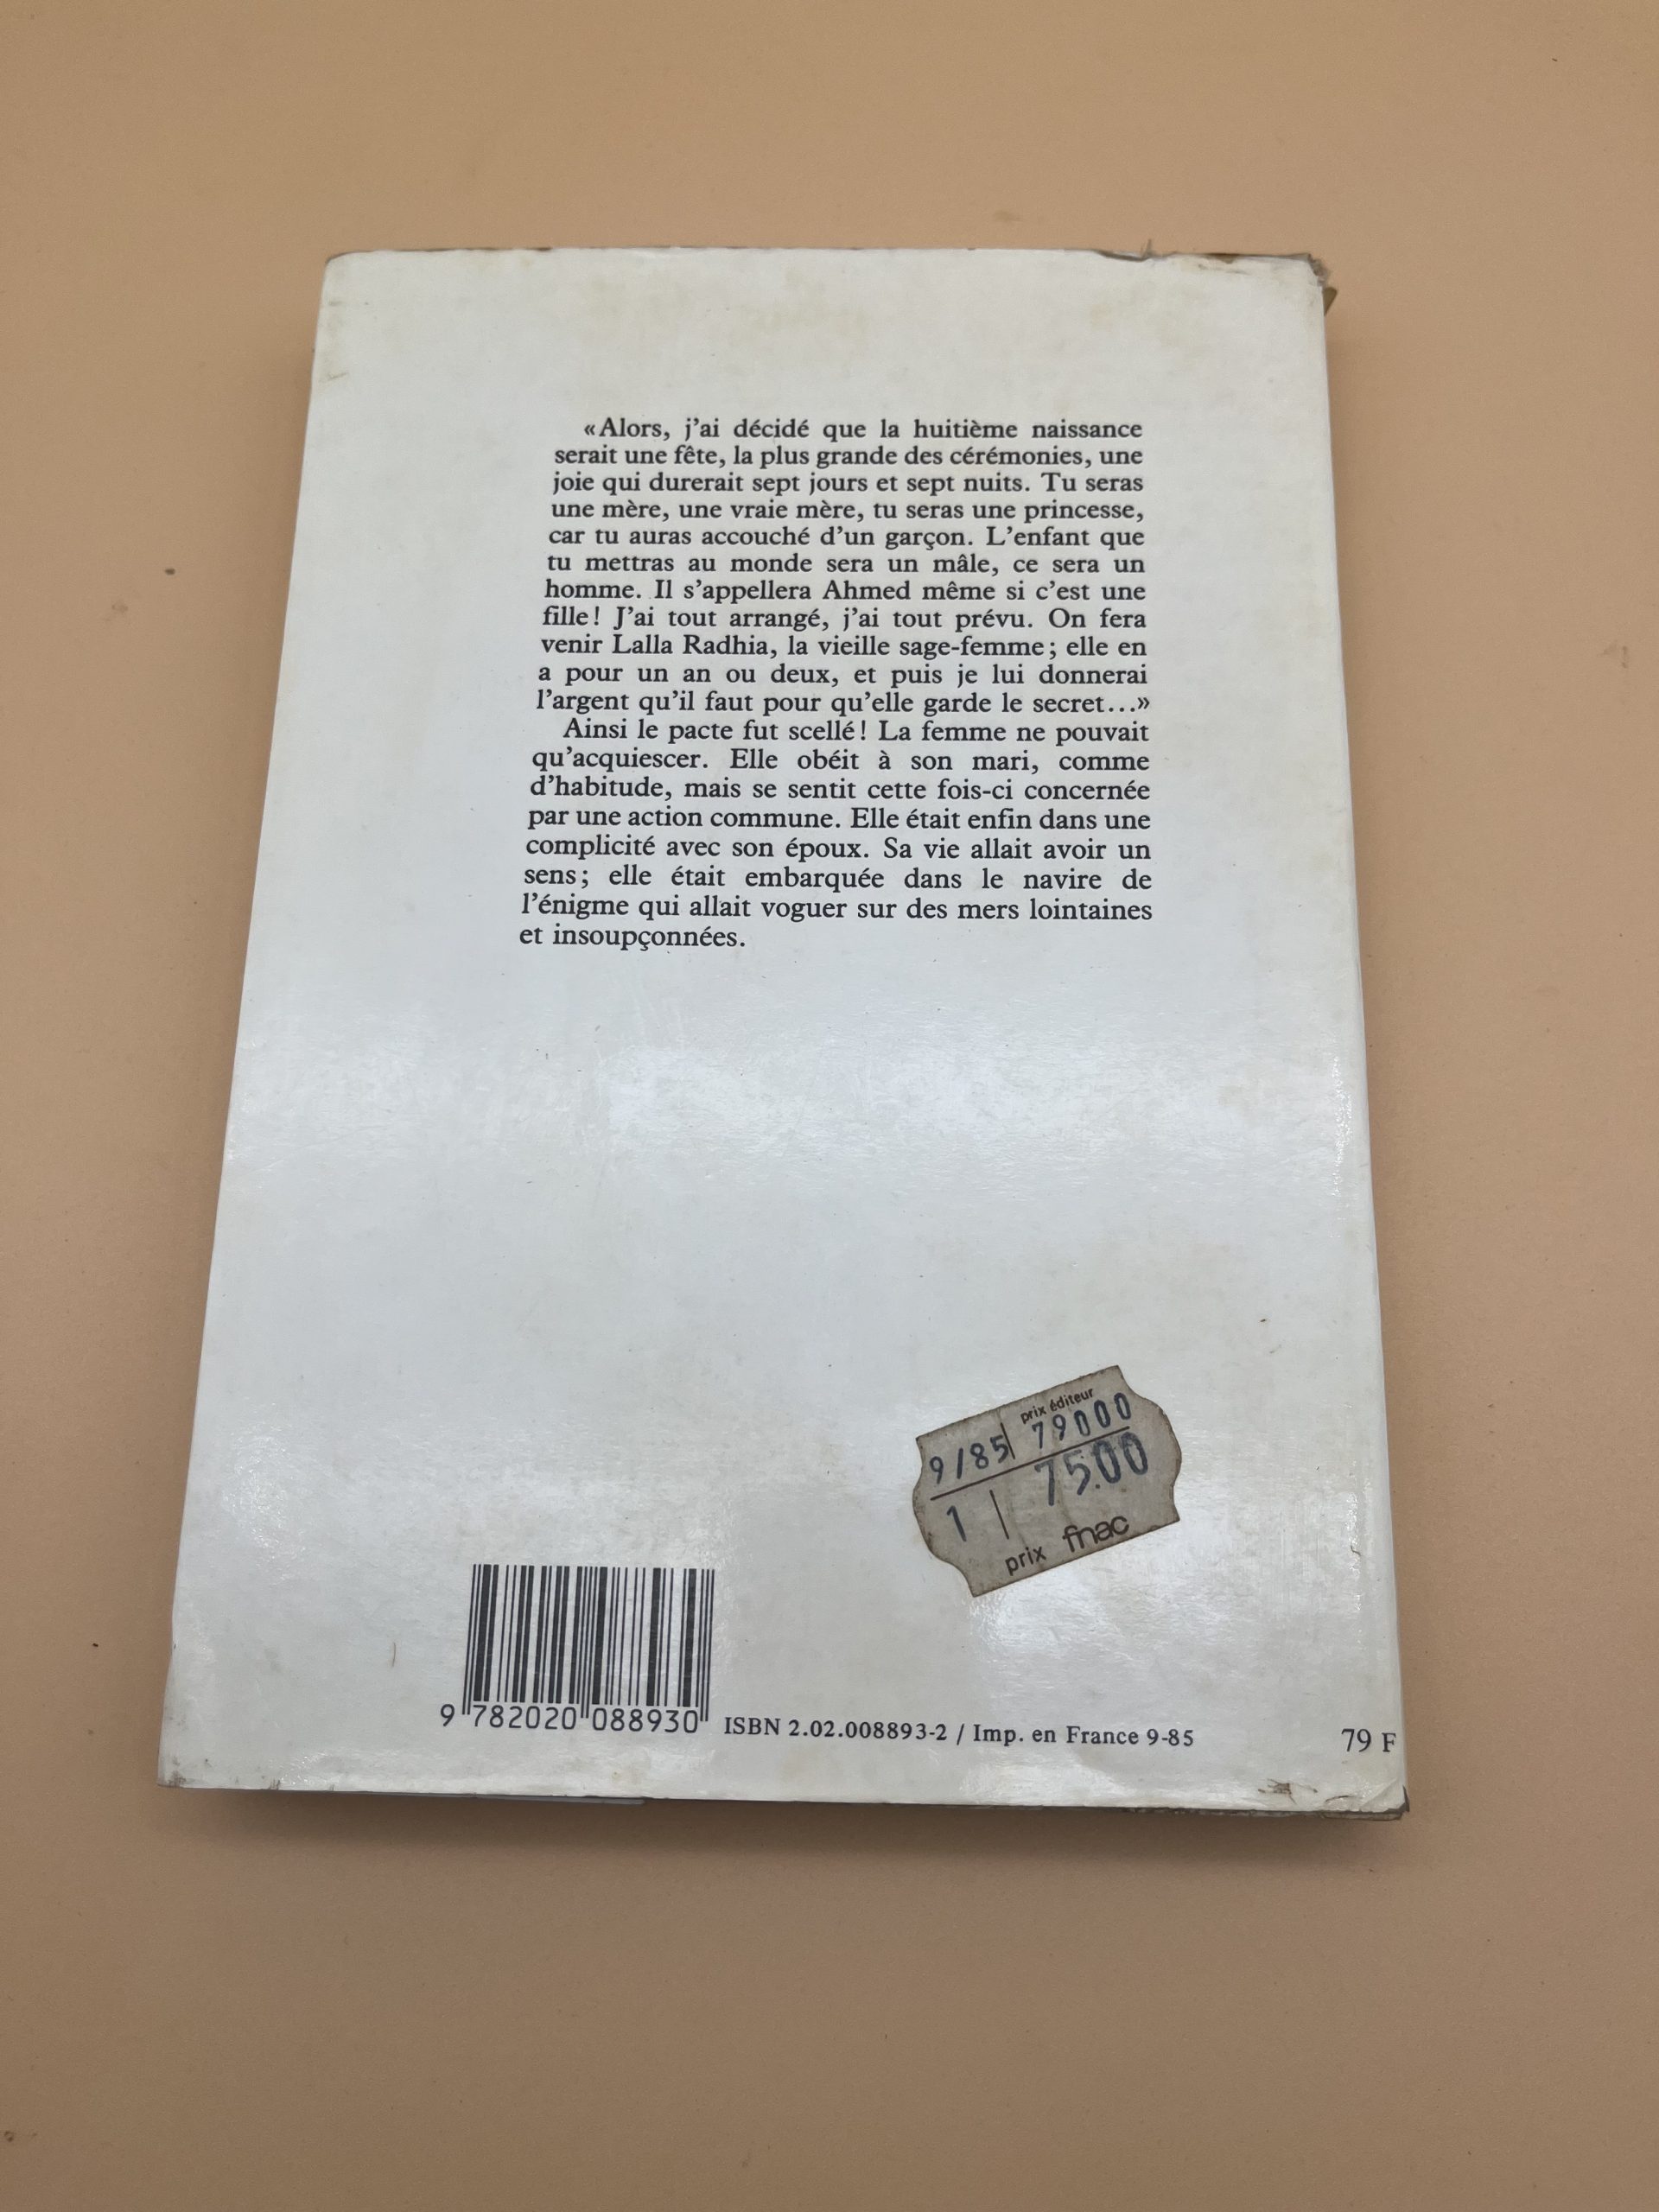 «Alors, j'ai décidé que la huitième naissance
serait une fête, la plus grande des cérémonies, une
joie qui durerait sept jours et sept nuits. Tu seras
une mère, une vraie mère, tu seras une princesse,
car tu auras accouché d'un garçon. L'enfant que
tu mettras au monde sera un mâle, ce sera un
homme. Il s'appellera Ahmed même si c'est une
fille! J'ai tout arrangé, j'ai tout prévu. On fera
venir Lalla Radhia, la vieille sage-femme; elle en
a pour un an ou deux, et puis je lui donnerai
l'argent qu'il faut pour qu'elle garde le secret...»
Ainsi le pacte fut scellé! La femme ne pouvait
qu'acquiescer. Elle obéit à son mari, comme
d'habitude, mais se sentit cette fois-ci concernée
par une action commune. Elle était enfin dans une
complicité avec son époux. Sa vie allait avoir un
sens; elle était embarquée dans le navire de
l'énigme qui allait voguer sur des mers lointaines
et insoupçonnées.
prix éditeur
9/85 79000
1 75.00
prix fnac
9 782020 088930
ISBN 2.02.008893-2 / Imp. en France 9-85
79 F